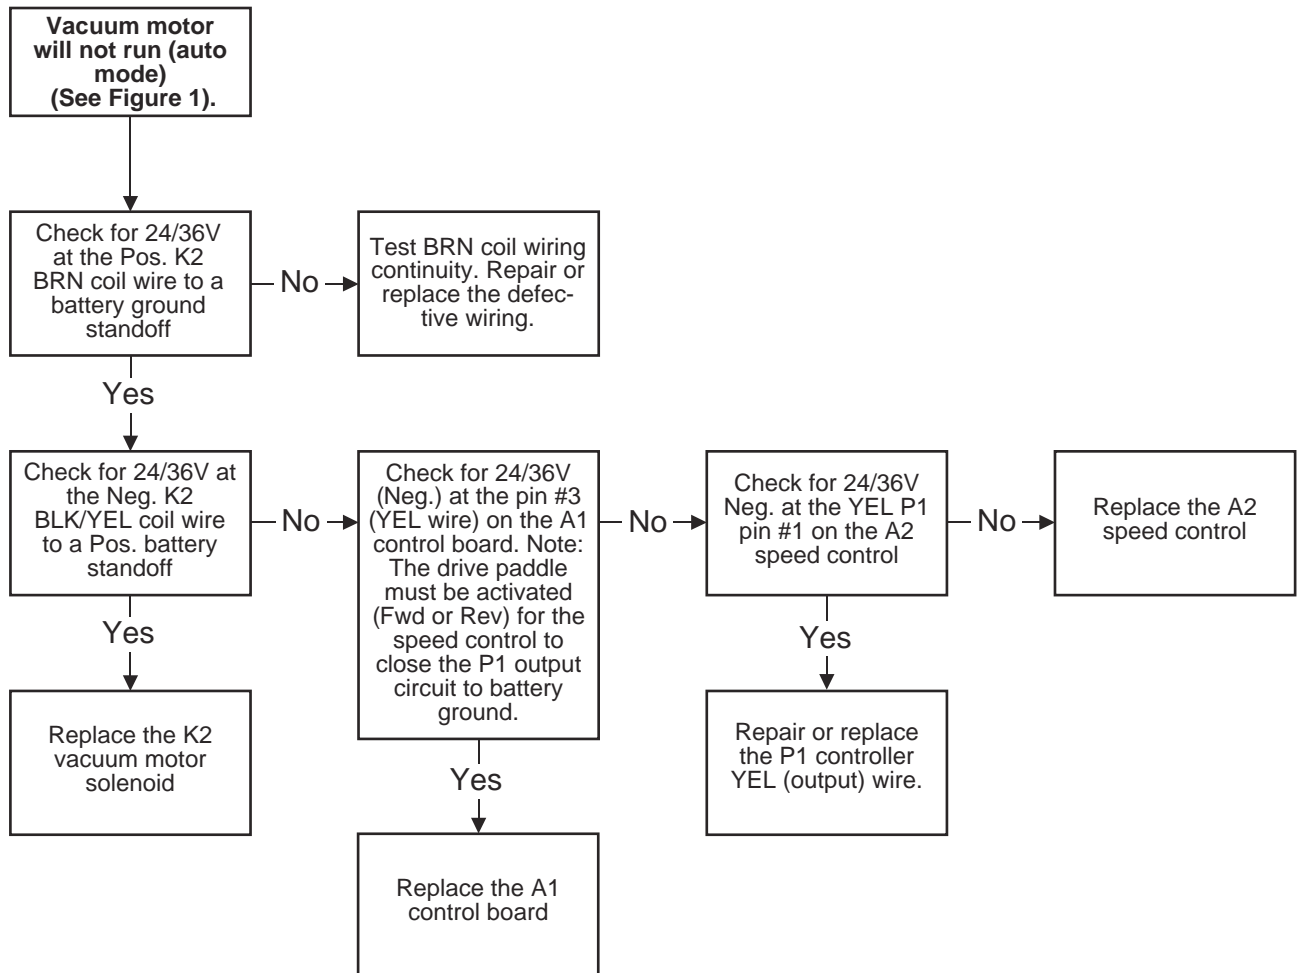 Vacuum motor
will not run (auto
mode)
(See Figure 1).
Check for 24/36V
at the Pos. K2
BRN coil wire to a
battery ground
standoff
No
Test BRN coil wiring
continuity. Repair or
replace the defec-
tive wiring.
Yes
Check for 24/36V at
the Neg. K2
BLK/YEL coil wire
to a Pos. battery
standoff
No
Check for 24/36V
(Neg.) at the pin #3
(YEL wire) on the A1
control board. Note:
The drive paddle
must be activated
(Fwd or Rev) for the
speed control to
close the P1 output
circuit to battery
ground.
No
Check for 24/36V
Neg. at the YEL P1
pin #1 on the A2
speed control
No
Replace the A2
speed control
Yes
Replace the K2
vacuum motor
solenoid
Yes
Replace the A1
control board
Yes
Repair or replace
the P1 controller
YEL (output) wire.